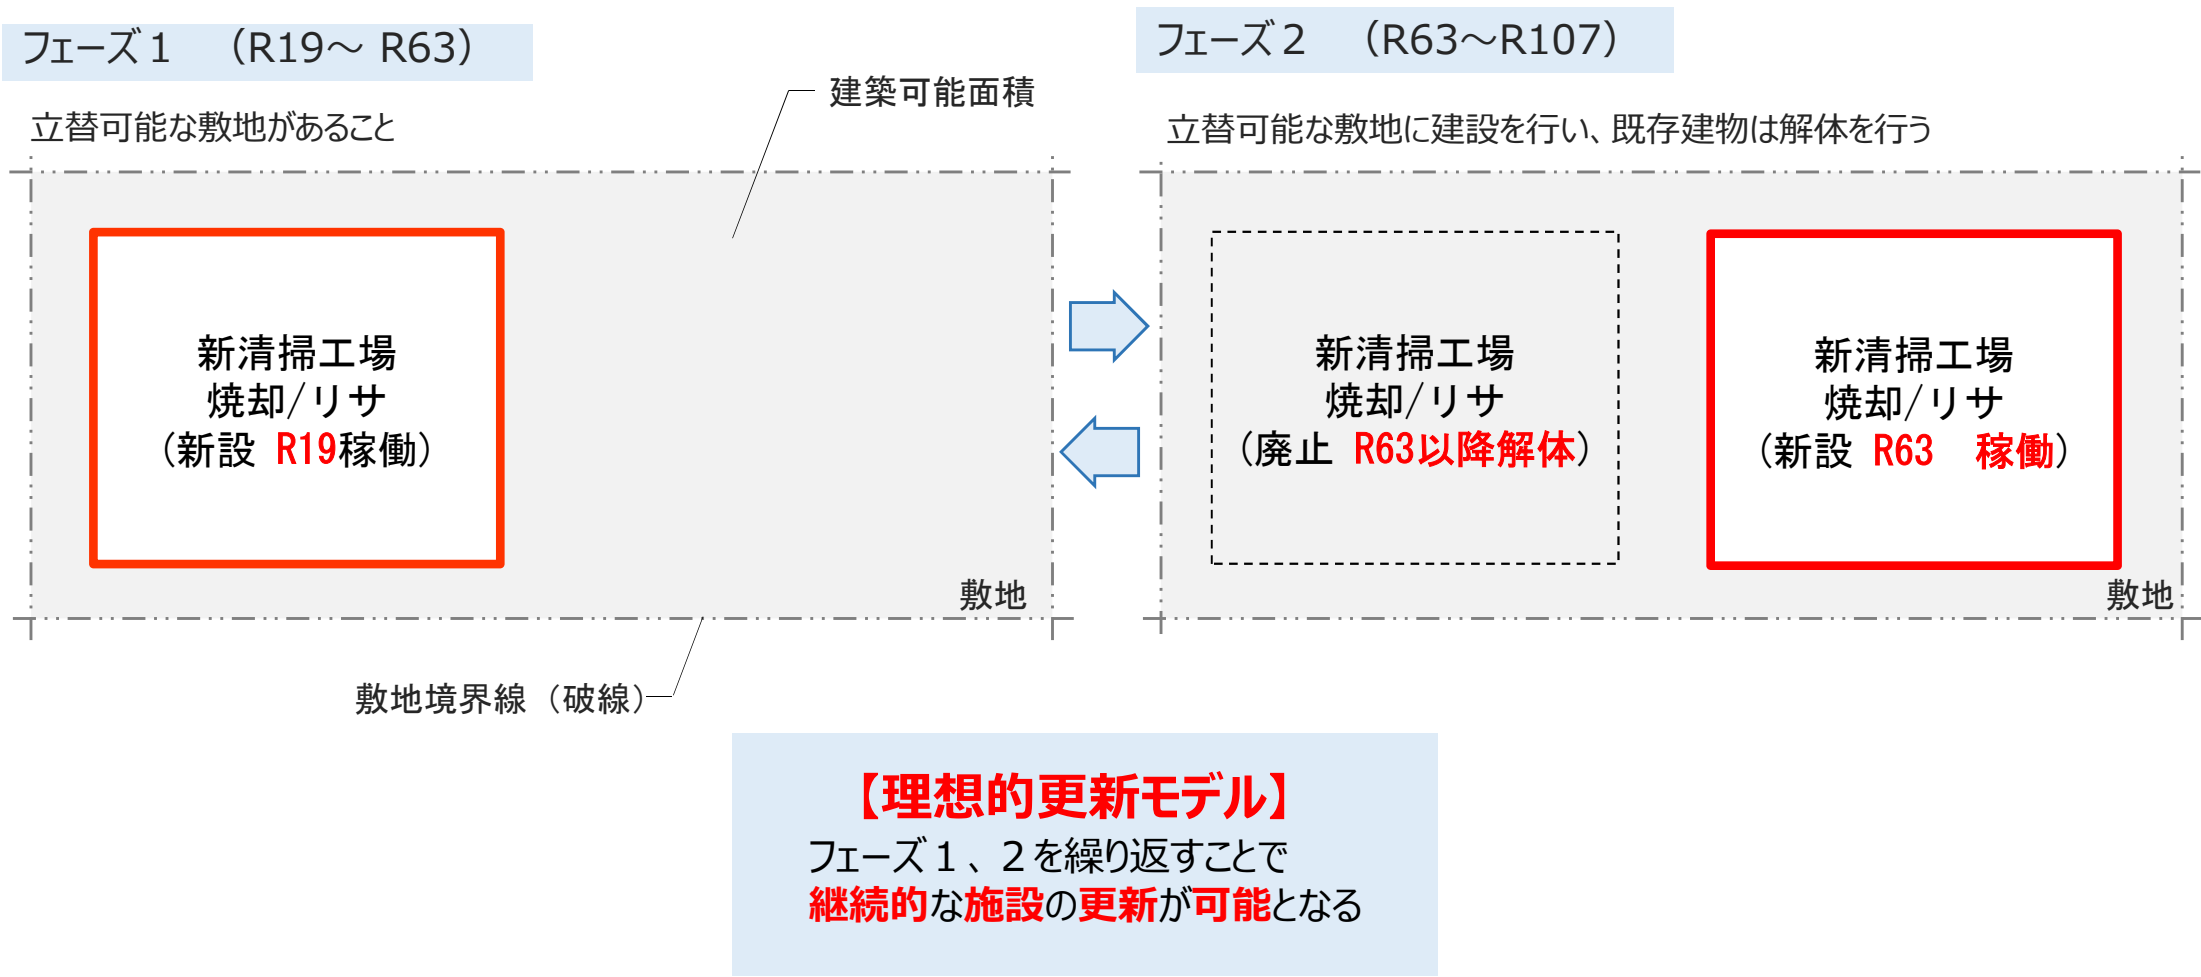 フェーズ１　（R19～ R63）
建築可能面積
立替可能な敷地があること
新清掃工場
焼却/リサ
（新設 R19稼働）
敷地
敷地境界線（破線）
フェーズ２　（R63～R107）
立替可能な敷地に建設を行い、既存建物は解体を行う
新清掃工場
焼却/リサ
（廃止 R63以降解体）
新清掃工場
焼却/リサ
（新設 R63　稼働）
敷地
【理想的更新モデル】
フェーズ１、２を繰り返すことで
継続的な施設の更新が可能となる